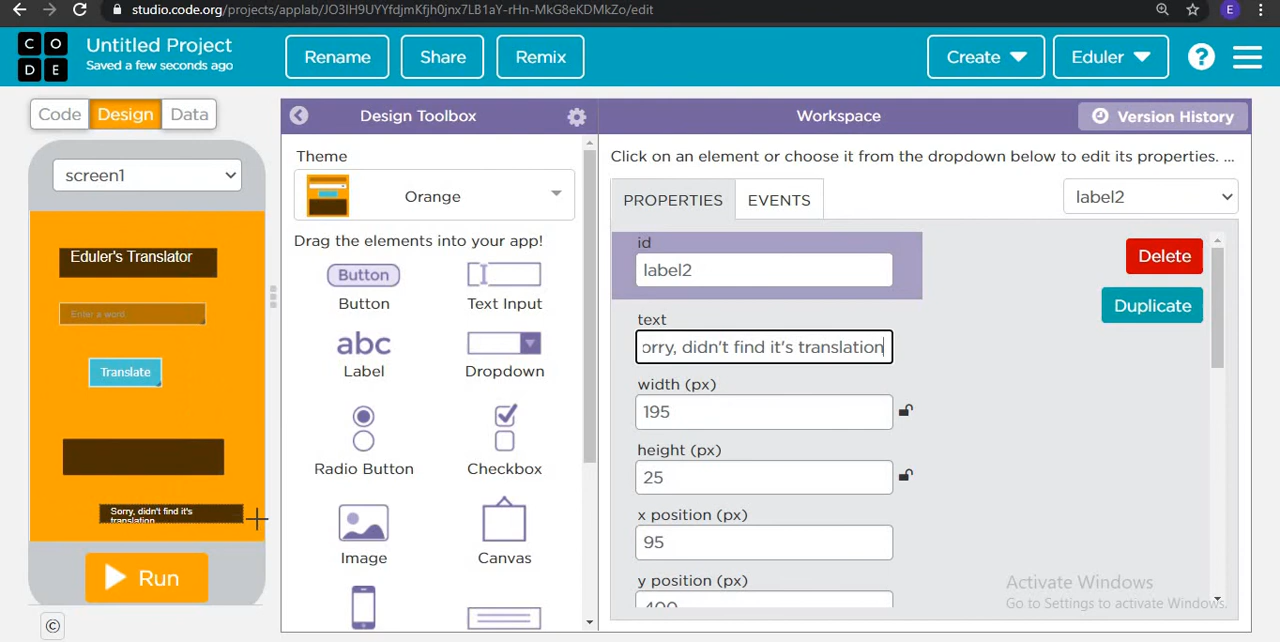 studio.code.org/projects/applab/JO3IH9UYYfdjmKfjh0jnx7LB1aY-rHn-MkG8eKDMkZo/edit
E
C O D E
Untitled Project
Saved a few seconds ago
Rename
Share
Remix
Create
Eduler
?
Code
Design
Data
Design Toolbox
Workspace
Version History
screen1
Eduler's Translator
Enter a word
Translate
Sorry, didn't find it's
translation
Run
©
Theme
Orange
Drag the elements into your app!
Button
Button
Text Input
abc
Label
Dropdown
Radio Button
Checkbox
Image
Canvas
Click on an element or choose it from the dropdown below to edit its properties. ...
PROPERTIES
EVENTS
label2
id
label2
Delete
Duplicate
text
orry, didn't find it's translation
width (px)
195
height (px)
25
x position (px)
95
y position (px)
400
Activate Windows
Go to Settings to activate Windows.